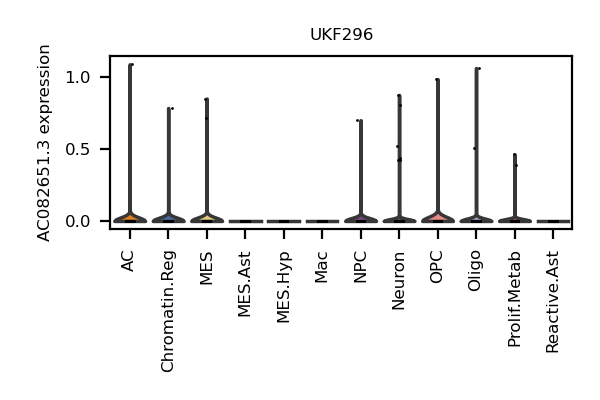 UKF296
AC082651.3 expression
1.0
0.5
0.0
AC
Chromatin.Reg
MES
MES.Ast
MES.Hyp
Mac
NPC
Neuron
OPC
Oligo
Prolif.Metab
Reactive.Ast